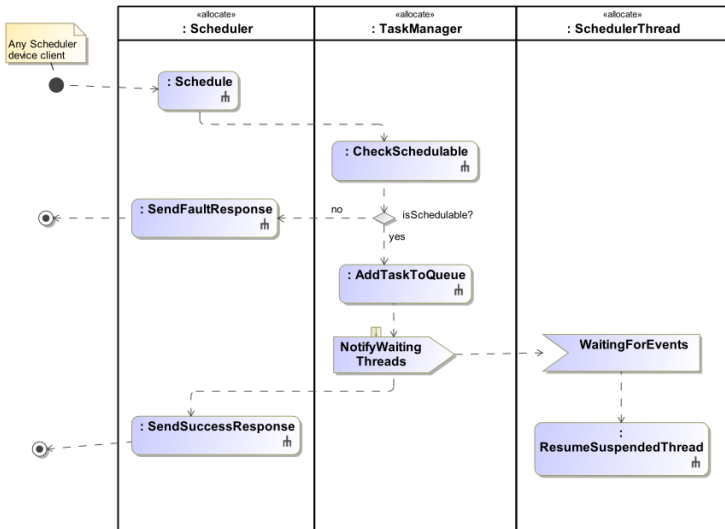 «allocate»
: Scheduler
«allocate»
: TaskManager
«allocate»
: SchedulerThread
Any Scheduler
device client
: Schedule
: CheckSchedulable
: SendFaultResponse
no
isSchedulable?
yes
: AddTaskToQueue
NotifyWaiting
Threads
WaitingForEvents
: SendSuccessResponse
:
ResumeSuspendedThread